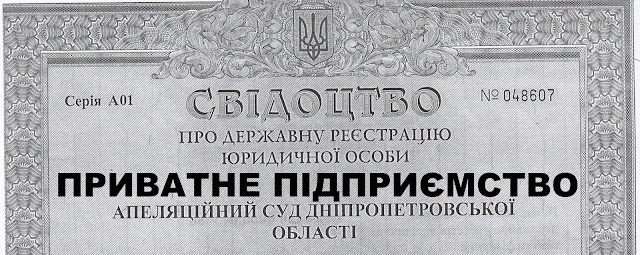 Серія А01
СВІДОЦТВО
№ 048607
ПРО ДЕРЖАВНУ РЕЄСТРАЦІЮ
ЮРИДИЧНОЇ ОСОБИ
ПРИВАТНЕ ПІДПРИЄМСТВО
АПЕЛЯЦІЙНИЙ СУД ДНІПРОПЕТРОВСЬКОЇ
ОБЛАСТІ